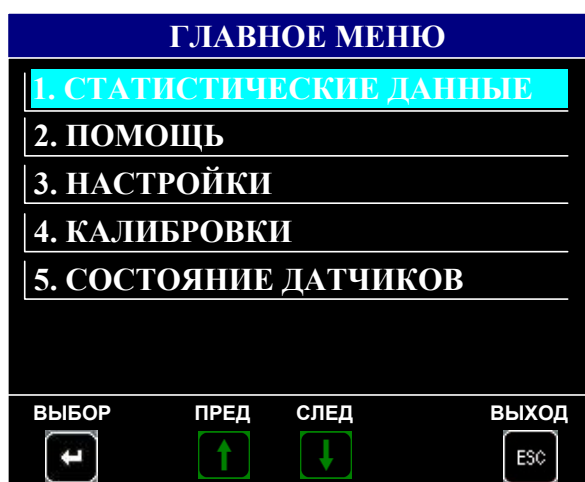 ГЛАВНОЕ МЕНЮ
1. СТАТИСТИЧЕСКИЕ ДАННЫЕ
2. ПОМОЩЬ
3. НАСТРОЙКИ
4. КАЛИБРОВКИ
5. СОСТОЯНИЕ ДАТЧИКОВ
ВЫБОР ПРЕД СЛЕД ВЫХОД
ESC